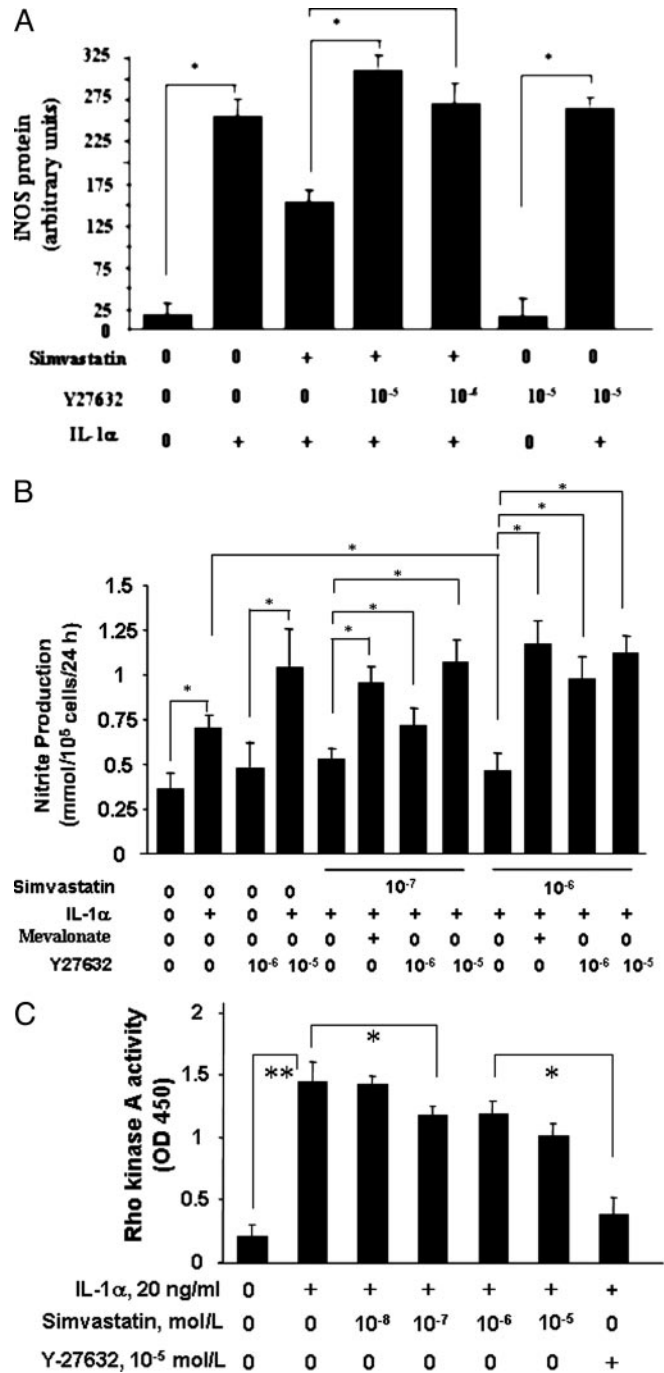 A
iNOS protein
(arbitrary units)
325
275
225
175
125
75
25
0
* * * *
Simvastatin 0 0 + + + 0 0
Y27632 0 0 0 10⁻⁵ 10⁻⁶ 10⁻⁵ 10⁻⁵
IL-1α 0 + + + + 0 +
B
Nitrite Production
(mmol/10⁵ cells/24 h)
1.5
1.25
1
0.75
0.5
0.25
0
* * * * * * * * *
Simvastatin 0 0 0 0 10⁻⁷ 10⁻⁶
IL-1α 0 + 0 + + + + + + + + +
Mevalonate 0 0 0 0 0 + 0 0 0 + 0 0
Y27632 0 0 10⁻⁶ 10⁻⁵ 0 0 10⁻⁶ 10⁻⁵ 0 0 10⁻⁶ 10⁻⁵
C
Rho kinase A activity
(OD 450)
2
1.5
1
0.5
0
** * *
IL-1α, 20 ng/ml 0 + + + + + +
Simvastatin, mol/L 0 0 10⁻⁸ 10⁻⁷ 10⁻⁶ 10⁻⁵ 0
Y-27632, 10⁻⁵ mol/L 0 0 0 0 0 0 +